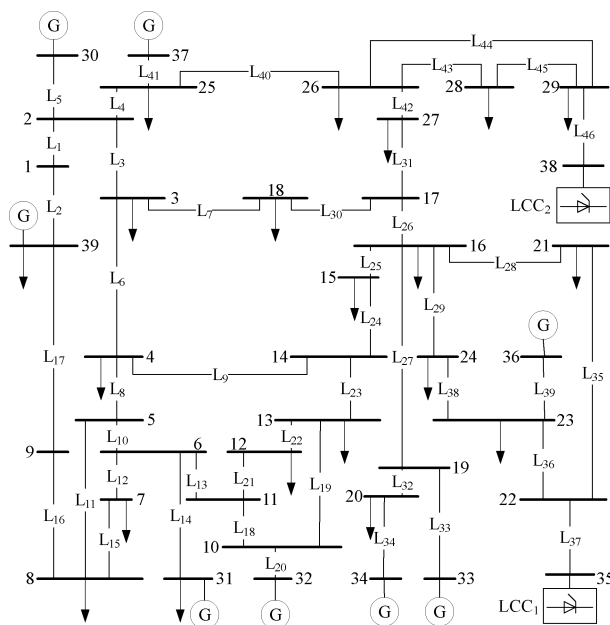 G G
30 37 L44
L41 L40 L43 L45
L5 L4 25 26 28 29
2 L42 27
L1 L3 L31 L46
1 38
G L2 3 18 17 LCC2
L7 L30
39 L26 16 21
L25 L28
L6 15
L29
L24 G
L17 4 14 L27 24 36 L35
L8 L9 L23 L38 L39
5 13 23
L10 L22
9 6 12 L36
L12 L21 L19 19
L11 7 L13 11 20 L32 22
L16 L14 L18 L33
L15 10 L34 L37
L20
8 31 32 34 33 35
G G G G LCC1